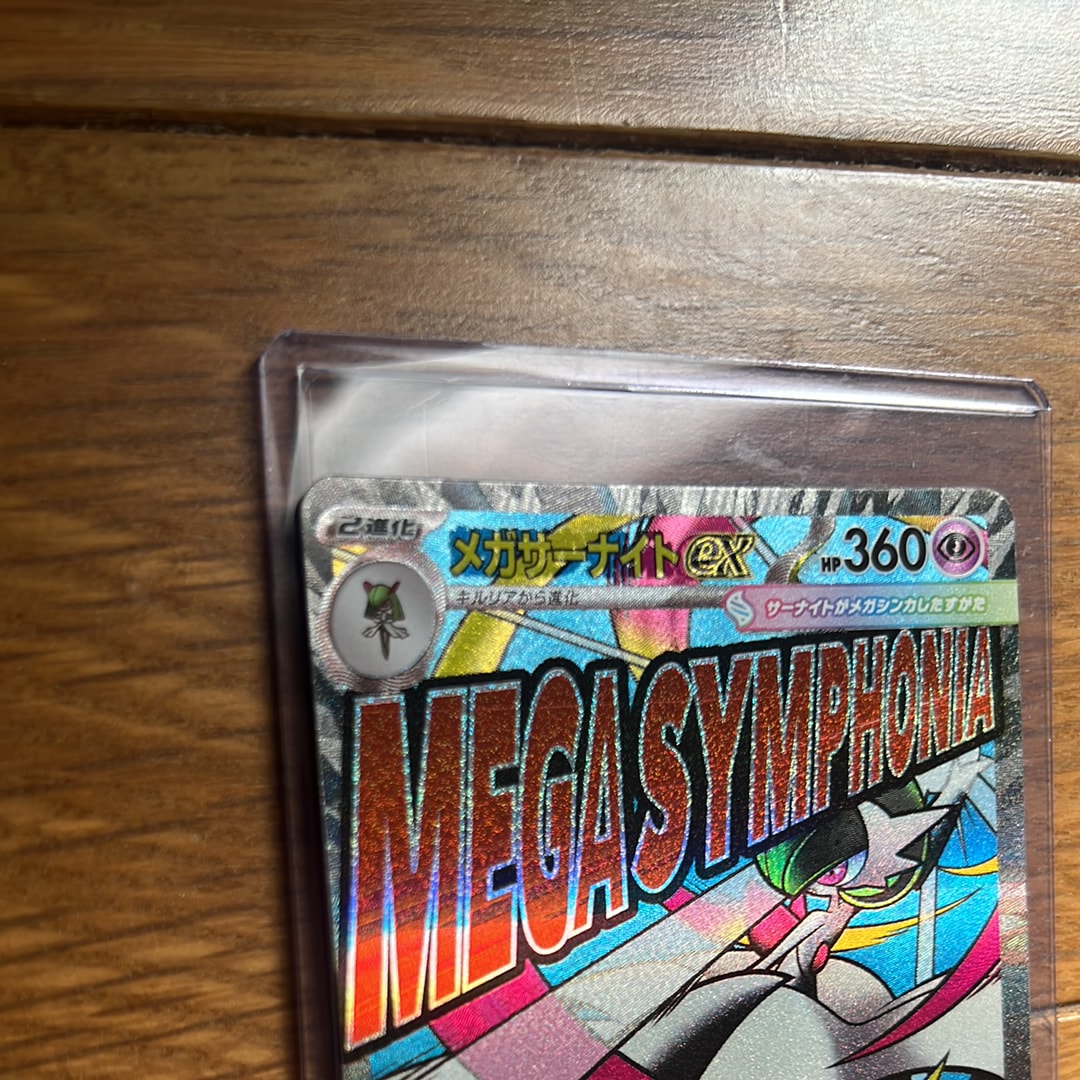 2進化
メガサーナイトex HP360
キルリアから進化
サーナイトがメガシンカしたすがた
MEGA SYMPHONIA